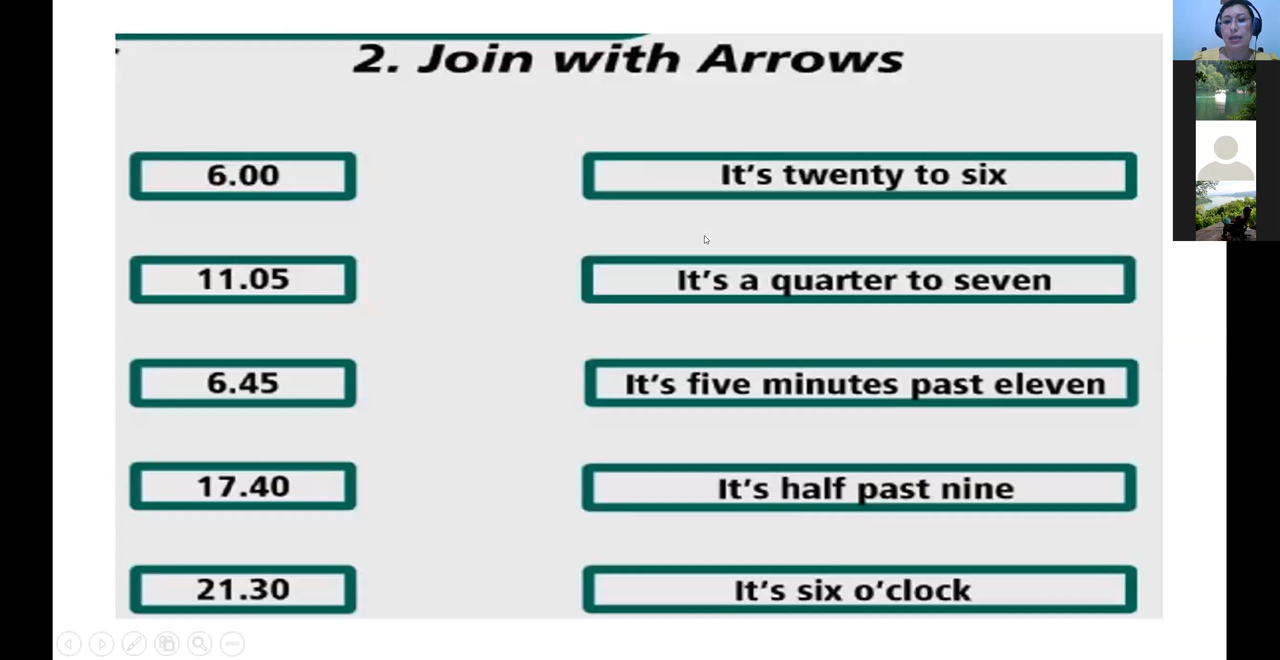 2. Join with Arrows
6.00
It's twenty to six
11.05
It's a quarter to seven
6.45
It's five minutes past eleven
17.40
It's half past nine
21.30
It's six o'clock